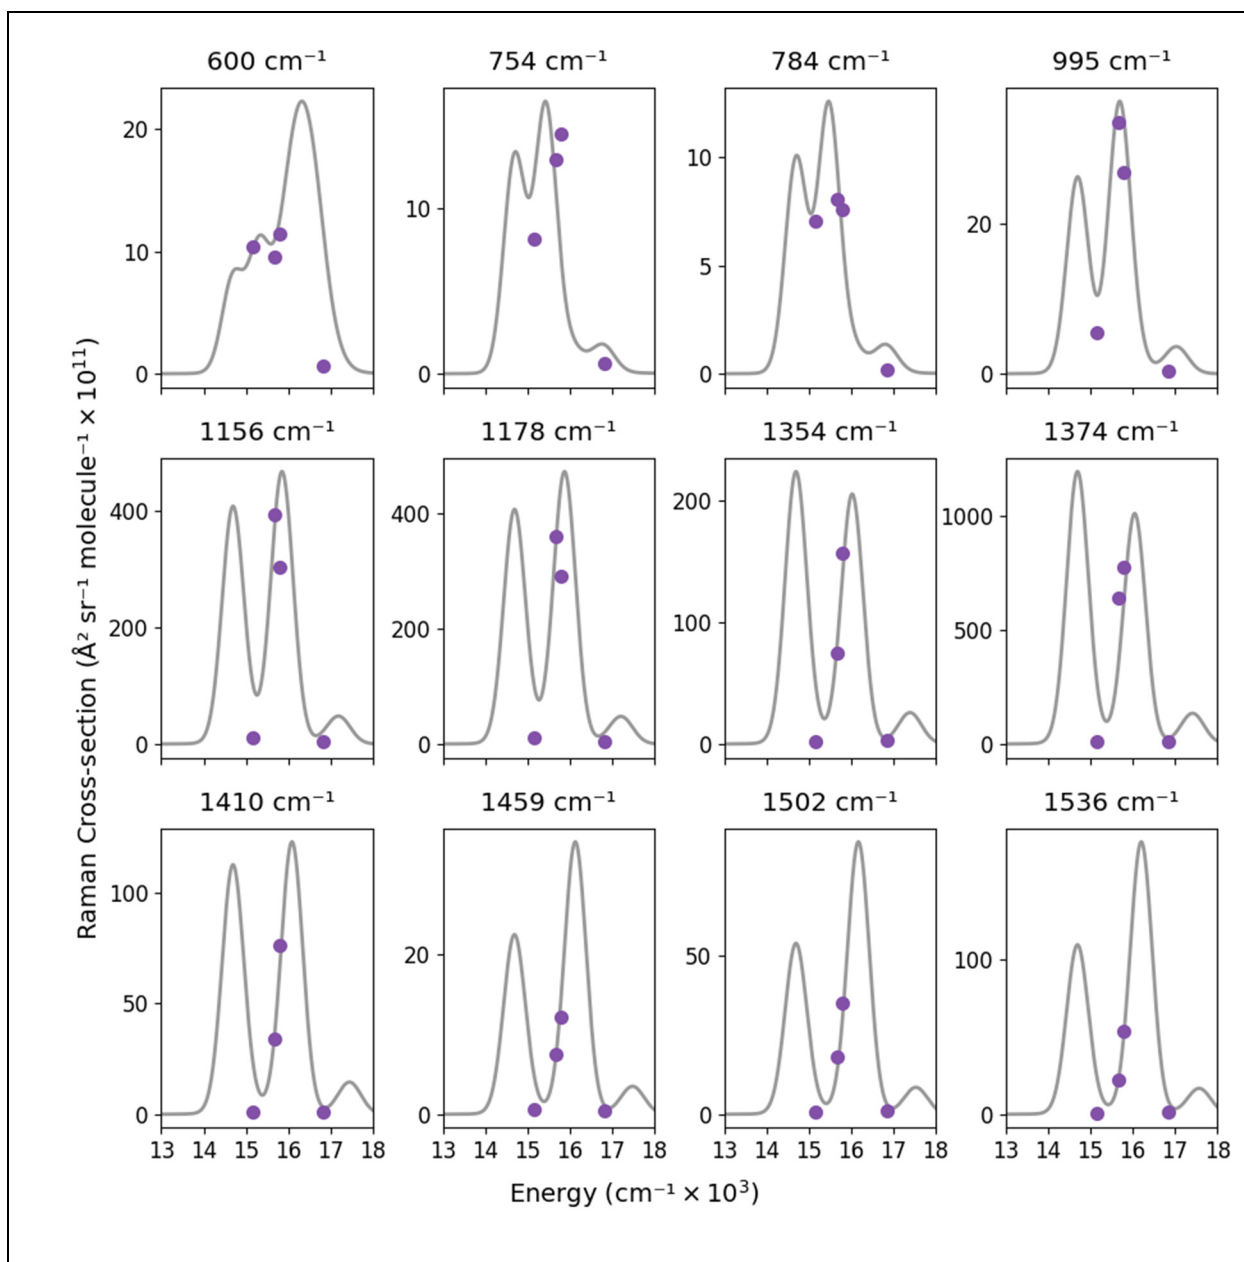 600 cm⁻¹ 754 cm⁻¹ 784 cm⁻¹ 995 cm⁻¹
20 10 0
10 0
10 5 0
20 0
1156 cm⁻¹ 1178 cm⁻¹ 1354 cm⁻¹ 1374 cm⁻¹
400 200 0
400 200 0
200 100 0
1000 500 0
1410 cm⁻¹ 1459 cm⁻¹ 1502 cm⁻¹ 1536 cm⁻¹
100 50 0
20 0
50 0
100 0
13 14 15 16 17 18 13 14 15 16 17 18 13 14 15 16 17 18 13 14 15 16 17 18
Raman Cross-section (Å² sr⁻¹ molecule⁻¹ × 10¹¹)
Energy (cm⁻¹ × 10³)